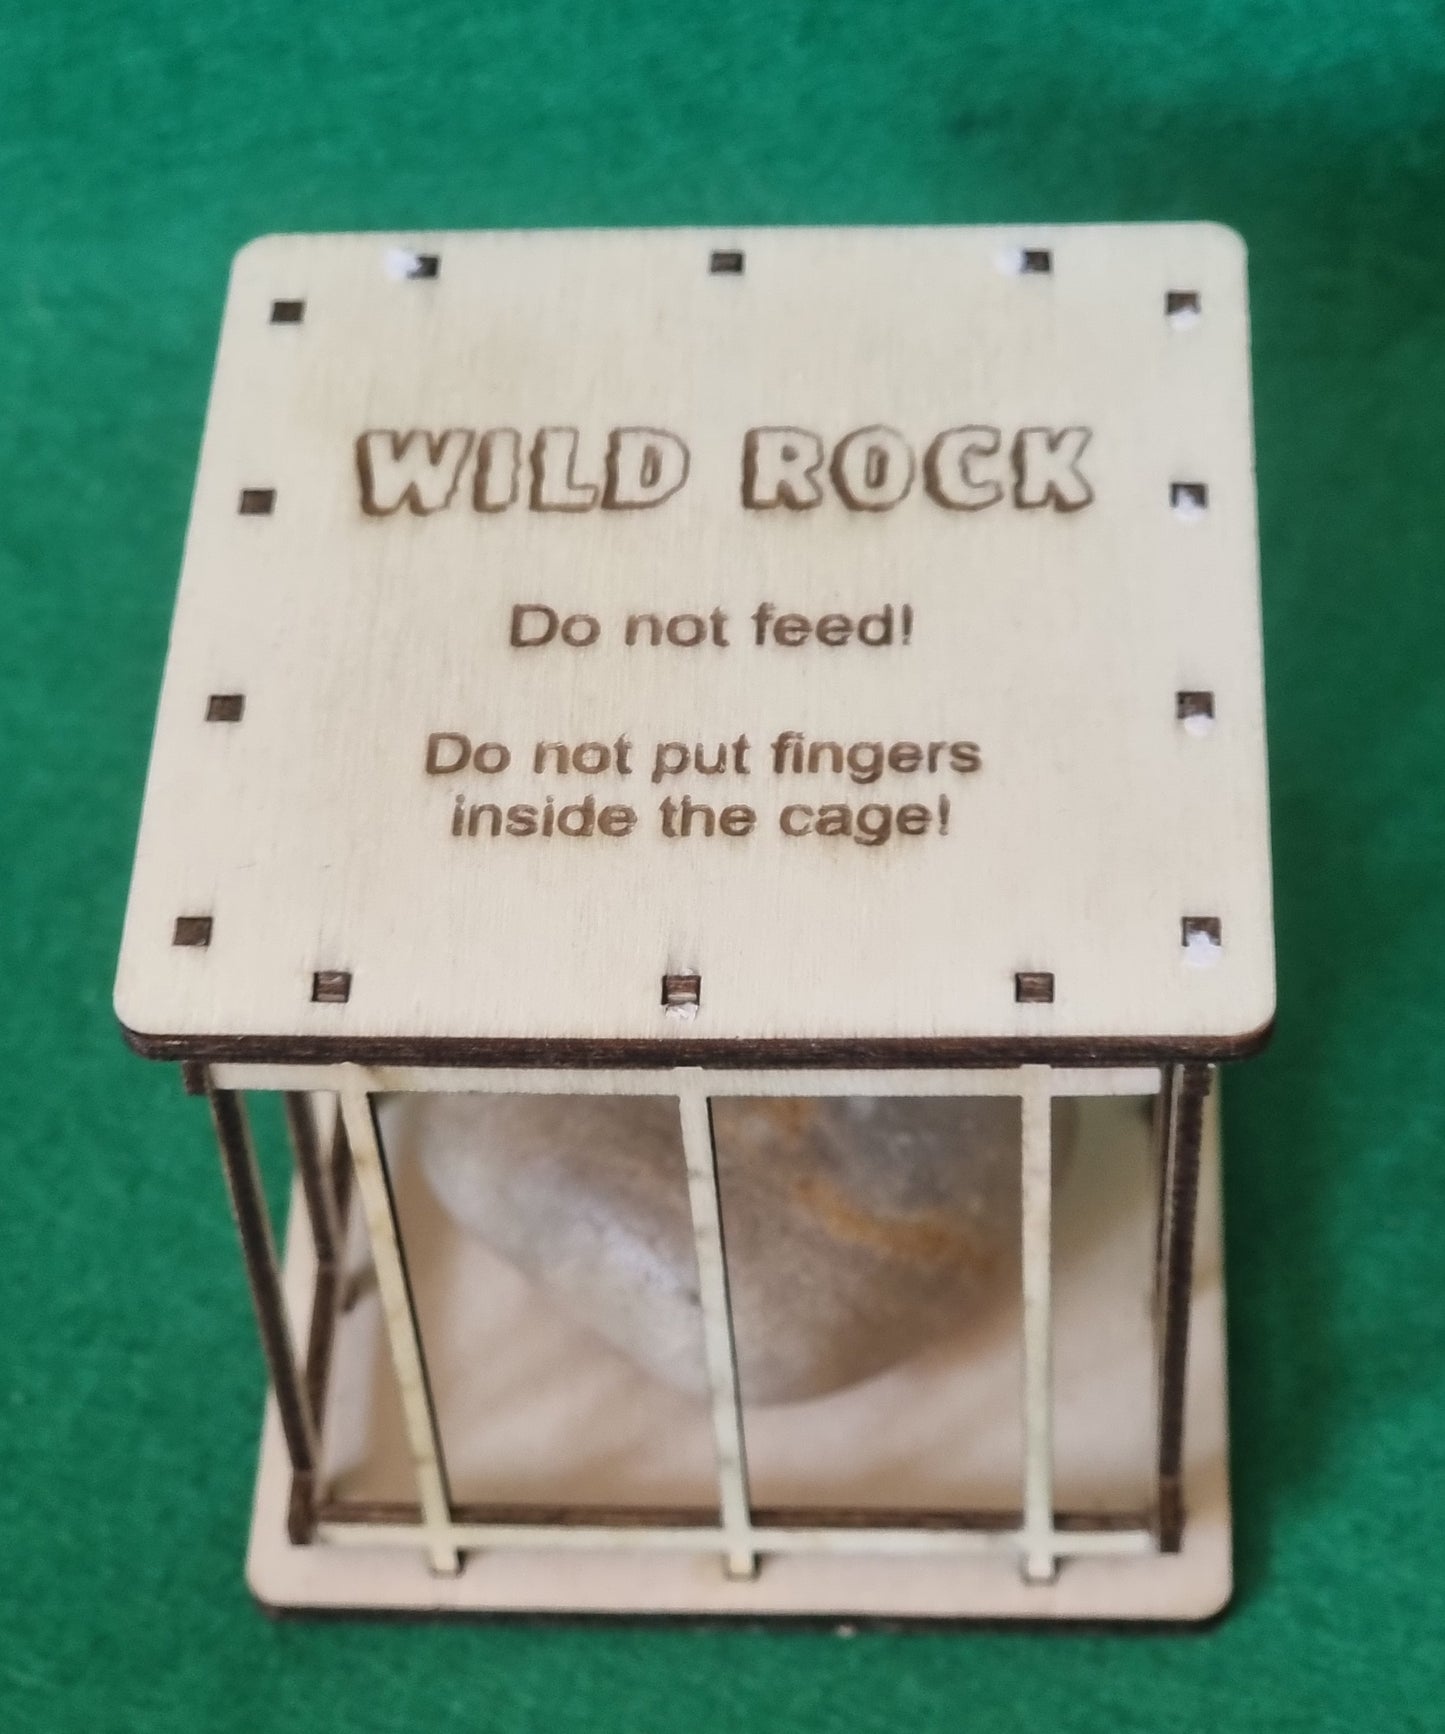 WILD ROCK
Do not feed!
Do not put fingers
inside the cage!